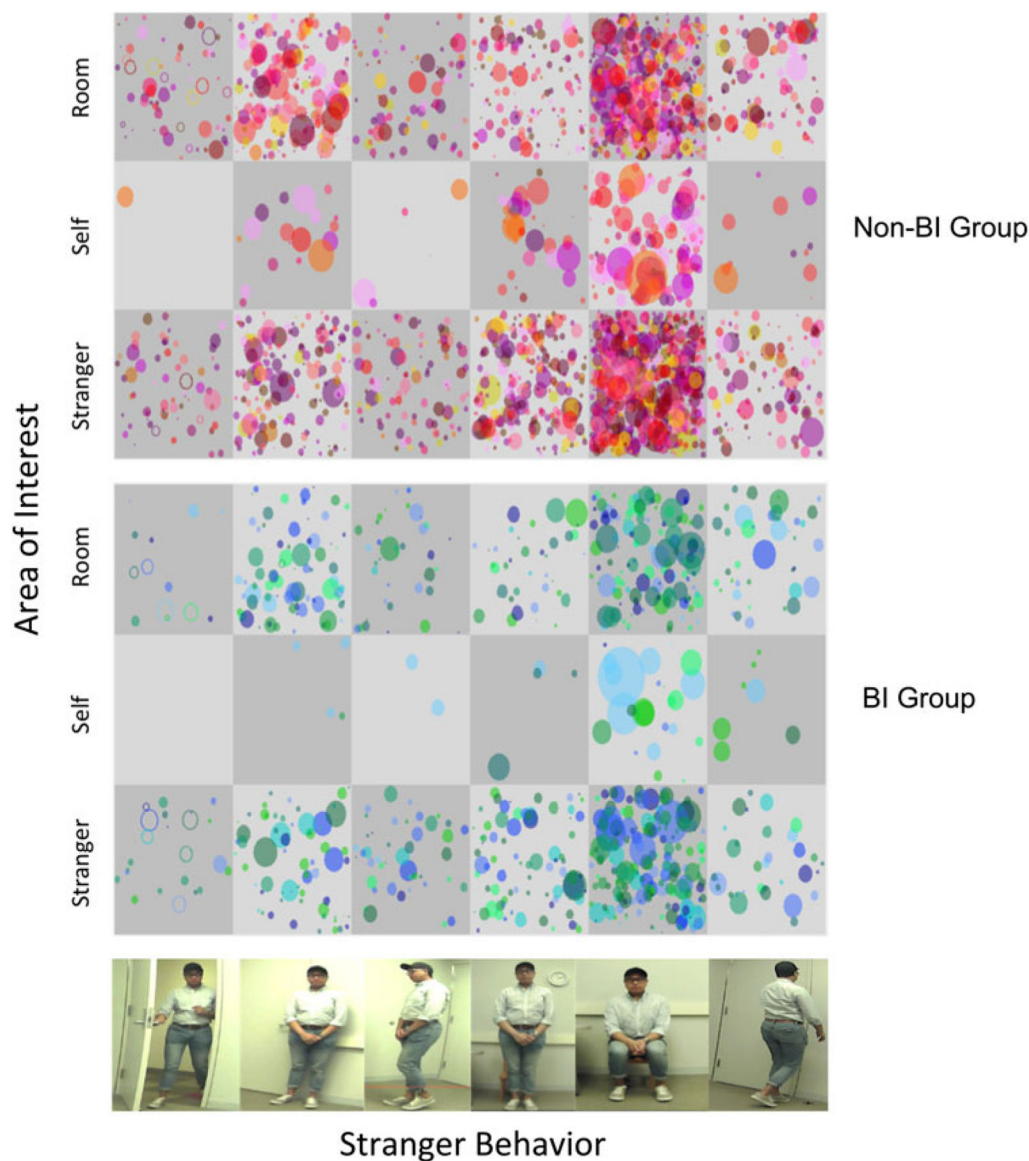 Room
Self
Stranger
Non-BI Group
Area of Interest
Room
Self
Stranger
BI Group
Stranger Behavior